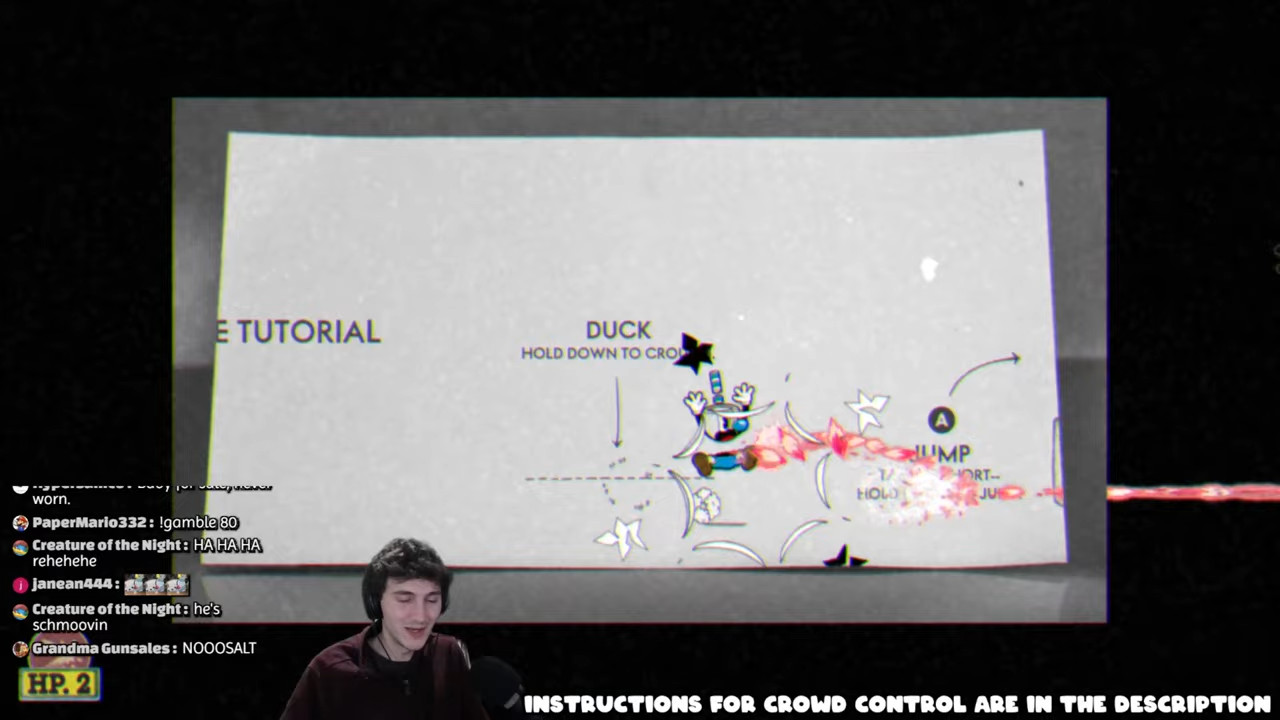 E TUTORIAL
DUCK
HOLD DOWN TO
A
JUMP
HOLD
worn.
PaperMario332: !gamble 80
Creature of the Night: HA HA HA
rehehehe
janean444:
Creature of the Night: he's
schmoovin
Grandma Gunsales: NOOOSALT
HP. 2
INSTRUCTIONS FOR CROWD CONTROL ARE IN THE DESCRIPTION